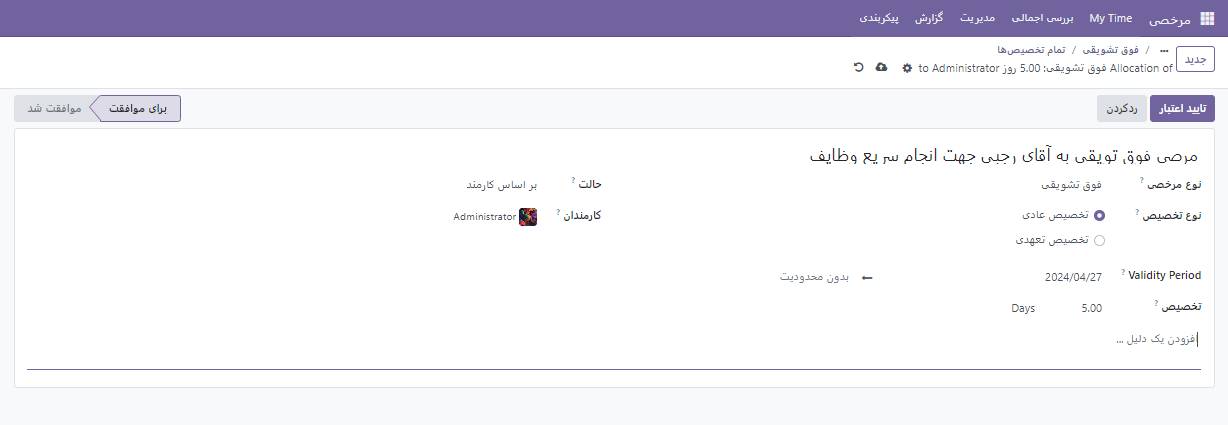 مرخصی My Time بررسی اجمالی مدیریت گزارش پیکربندی
جدید
... / فوق تشویقی / تمام تخصیص‌ها
Allocation of فوق تشویقی: 5.00 روز to Administrator
تایید اعتبار ردکردن برای موافقت موافقت شد
مرصی فوق تویقی به آقای رجبی جهت انجام سریع وظایف
نوع مرخصی ? فوق تشویقی حالت ? بر اساس کارمند
نوع تخصیص ? تخصیص عادی کارمندان ? Administrator
تخصیص تعهدی
Validity Period ? 2024/04/27 ← بدون محدودیت
تخصیص ? 5.00 Days
افزودن یک دلیل ...